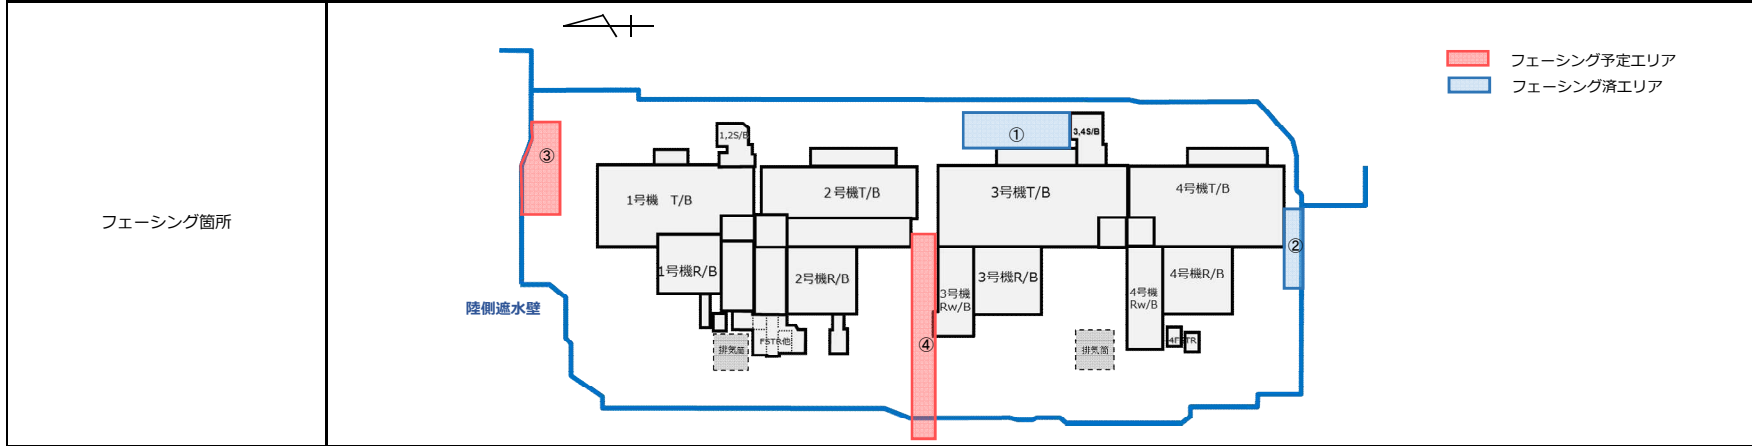 フェーシング箇所
フェーシング予定エリア
フェーシング済エリア
①
1,2S/B
3,4S/B
③
1号機 T/B
2号機T/B
3号機T/B
4号機T/B
②
1号機R/B
2号機R/B
3号機R/B
4号機R/B
3号機
Rw/B
4号機
Rw/B
陸側遮水壁
排気筒
FSTR他
④
排気筒